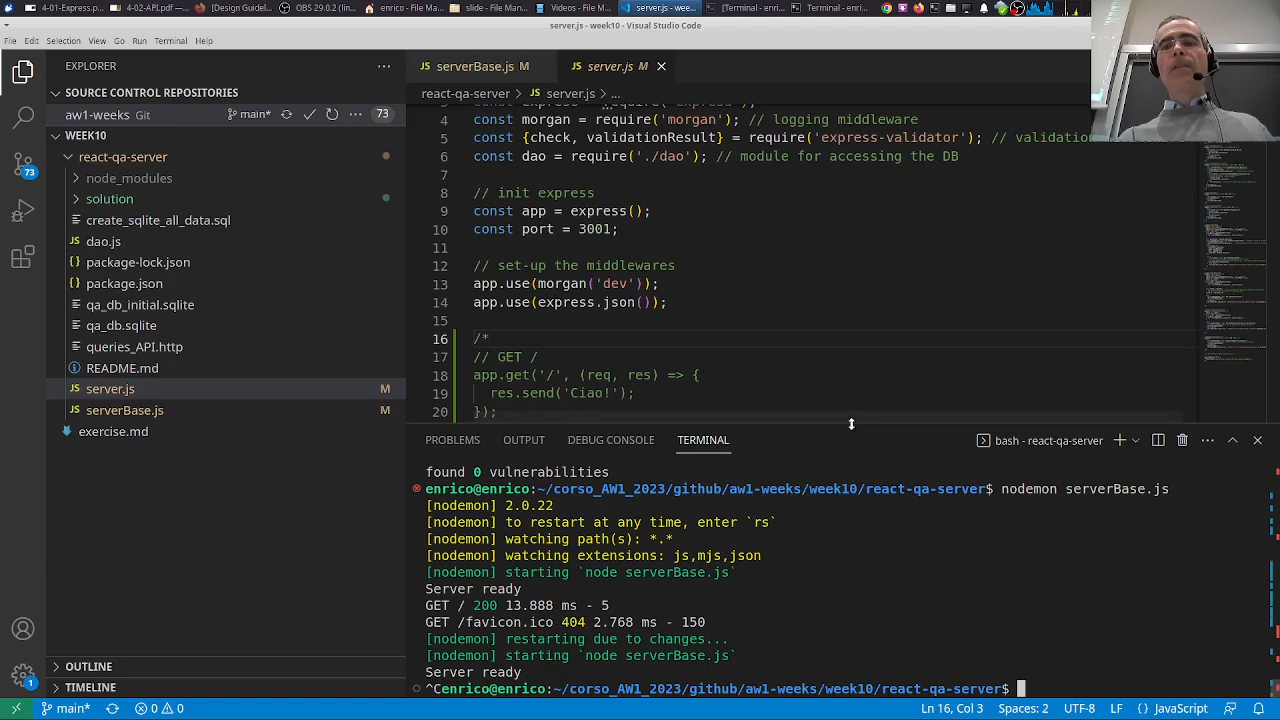 4-01-Express.p...
4-02-API.pdf ...
[Design Guidel...
OBS 29.0.2 (lin...
enrico - File Ma...
server.js - wee...
[Terminal - enr...
Terminal - enri...
server.js - week10 - Visual Studio Code
File Edit Selection View Go Run Terminal Help
EXPLORER
SOURCE CONTROL REPOSITORIES
aw1-weeks Git main* 73
WEEK10
react-qa-server
node_modules
solution
create_sqlite_all_data.sql
dao.js
package-lock.json
package.json
qa_db_initial.sqlite
qa_db.sqlite
queries_API.http
README.md
server.js M
serverBase.js M
exercise.md
OUTLINE
TIMELINE
73
1
serverBase.js M server.js M
react-qa-server > server.js > ...
4 const morgan = require('morgan'); // logging middleware
5 const {check, validationResult} = require('express-validator'); // validation
6 const dao = require('./dao'); // module for accessing the DB
7
8 // init express
9 const app = express();
10 const port = 3001;
11
12 // set up the middlewares
13 app.use(morgan('dev'));
14 app.use(express.json());
15
16 /*
17 // GET /
18 app.get('/', (req, res) => {
19 res.send('Ciao!');
20 });
PROBLEMS OUTPUT DEBUG CONSOLE TERMINAL bash - react-qa-server
found 0 vulnerabilities
enrico@enrico:~/corso_AW1_2023/github/aw1-weeks/week10/react-qa-server$ nodemon serverBase.js
[nodemon] 2.0.22
[nodemon] to restart at any time, enter `rs`
[nodemon] watching path(s): *.*
[nodemon] watching extensions: js,mjs,json
[nodemon] starting `node serverBase.js`
Server ready
GET / 200 13.888 ms - 5
GET /favicon.ico 404 2.768 ms - 150
[nodemon] restarting due to changes...
[nodemon] starting `node serverBase.js`
Server ready
^Cenrico@enrico:~/corso_AW1_2023/github/aw1-weeks/week10/react-qa-server$
main* 0 0 Ln 16, Col 3 Spaces: 2 UTF-8 LF {} JavaScript